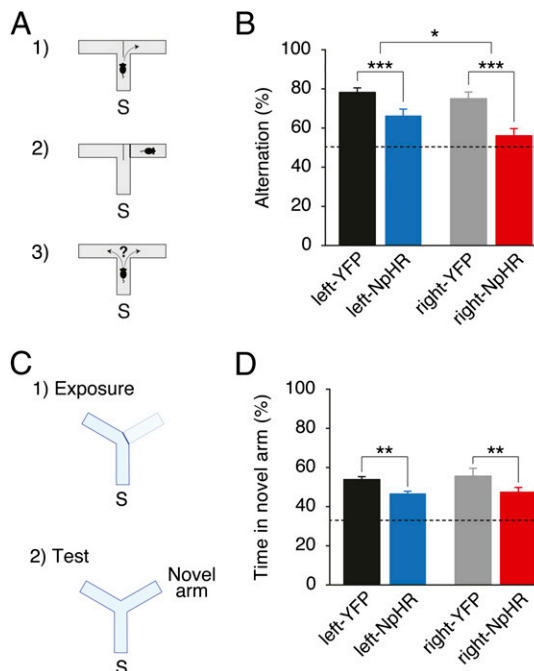 A
1)
S
2)
S
3)
?
S
B
Alternation (%)
100
80
60
40
20
0
*
***
***
left-YFP
left-NpHR
right-YFP
right-NpHR
C
1) Exposure
S
2) Test
Novel
arm
S
D
Time in novel arm (%)
100
80
60
40
20
0
**
**
left-YFP
left-NpHR
right-YFP
right-NpHR